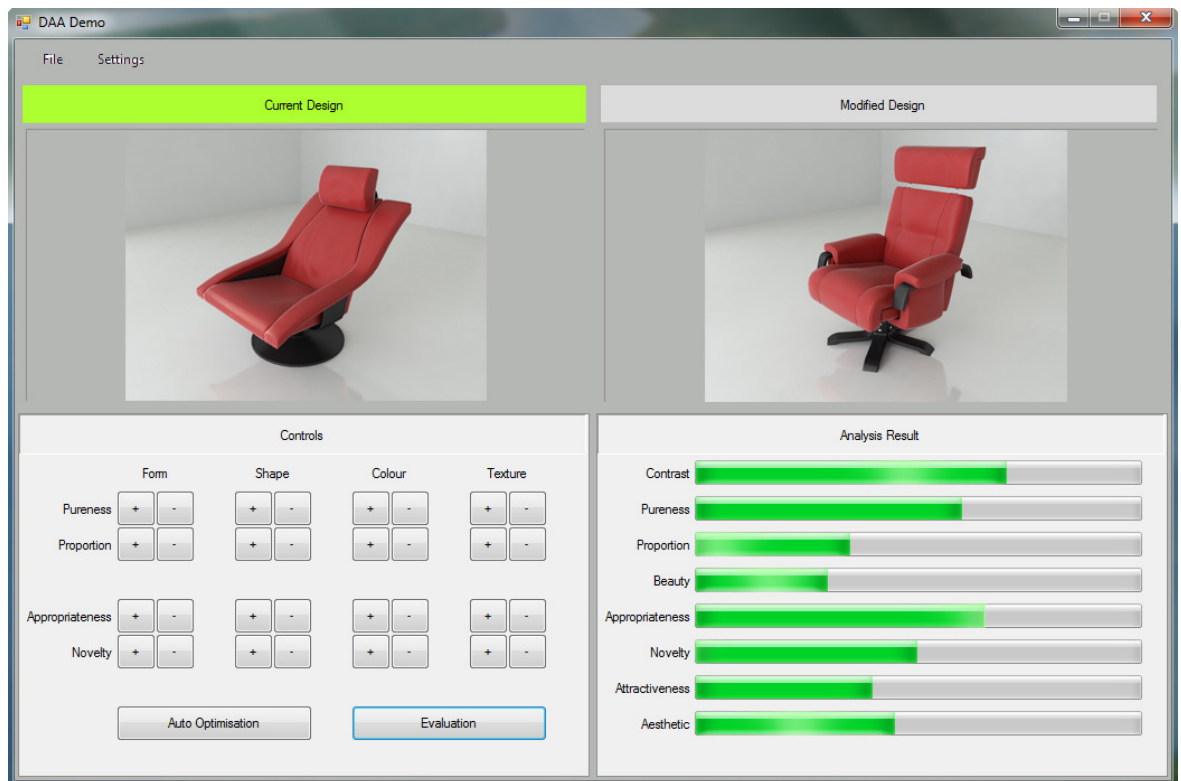 DAA Demo
File Settings
Current Design
Modified Design
Controls
Form Shape Colour Texture
Pureness + - + - + - + -
Proportion + - + - + - + -
Appropriateness + - + - + - + -
Novelty + - + - + - + -
Auto Optimisation Evaluation
Analysis Result
Contrast
Pureness
Proportion
Beauty
Appropriateness
Novelty
Attractiveness
Aesthetic